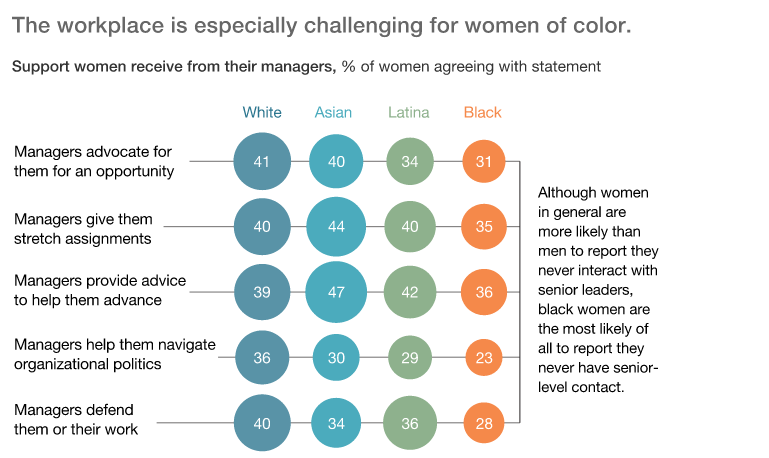 The workplace is especially challenging for women of color.
Support women receive from their managers, % of women agreeing with statement
White Asian Latina Black
Managers advocate for
them for an opportunity
41 40 34 31
Managers give them
stretch assignments
40 44 40 35
Managers provide advice
to help them advance
39 47 42 36
Managers help them navigate
organizational politics
36 30 29 23
Managers defend
them or their work
40 34 36 28
Although women
in general are
more likely than
men to report they
never interact with
senior leaders,
black women are
the most likely of
all to report they
never have senior-
level contact.